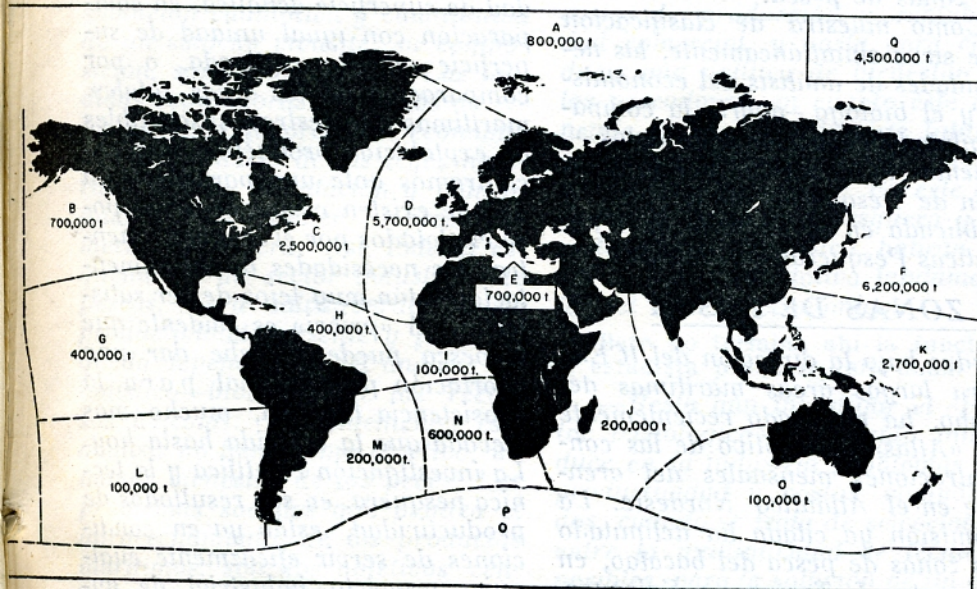 A
800,000 t
Q
4,500,000 t
B
700,000 t
C
2,500,000 t
D
5,700,000 t
E
700,000 t
F
6,200,000 t
G
400,000 t
H
400,000 t
100,000 t.
K
2,700,000 t
L
100,000 t
M
200,000 t
N
600,000 t
200,000 t.
O
100,000 t
Q